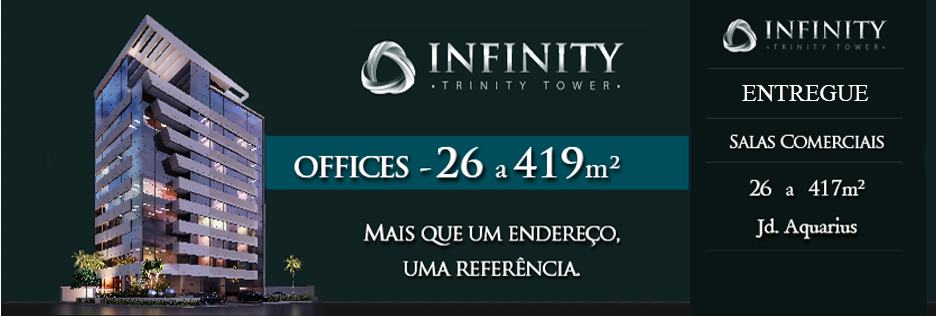 INFINITY
· TRINITY TOWER ·
OFFICES - 26 a 419m²
MAIS QUE UM ENDEREÇO,
UMA REFERÊNCIA.
INFINITY
· TRINITY TOWER ·
ENTREGUE
SALAS COMERCIAIS
26 a 417m²
Jd. Aquarius